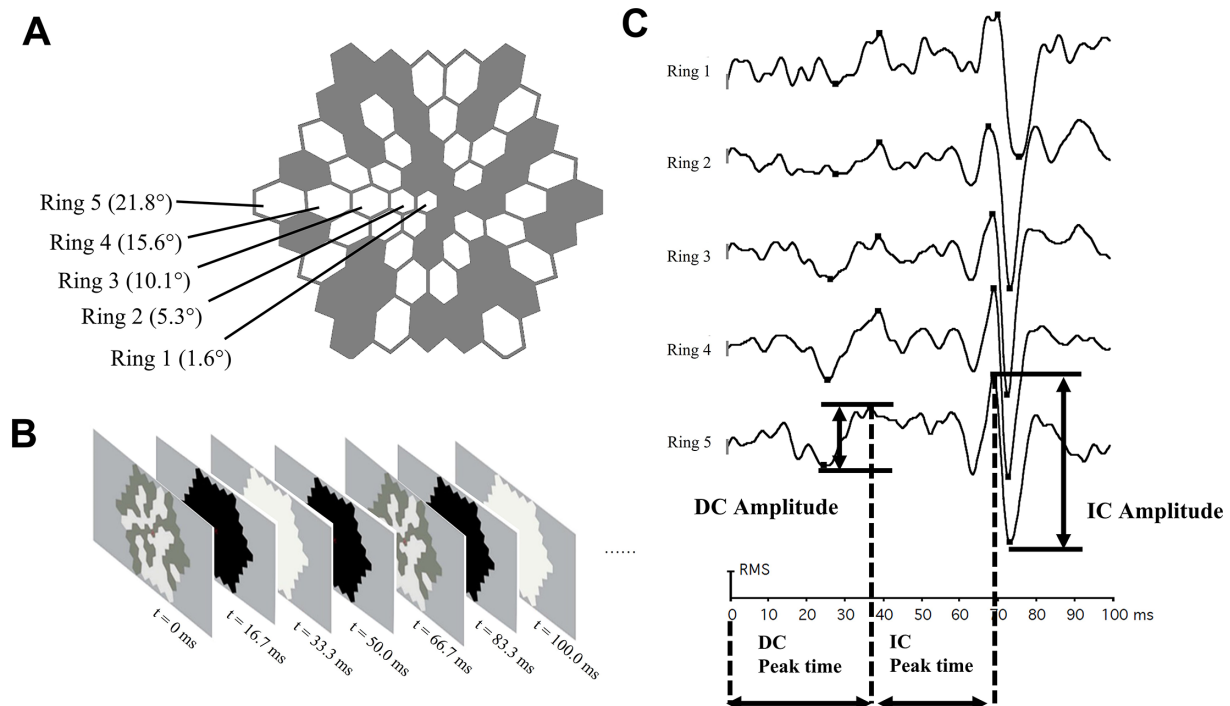 A
Ring 5 (21.8°)
Ring 4 (15.6°)
Ring 3 (10.1°)
Ring 2 (5.3°)
Ring 1 (1.6°)
B
t = 0 ms
t = 16.7 ms
t = 33.3 ms
t = 50.0 ms
t = 66.7 ms
t = 83.3 ms
t = 100.0 ms
......
C
Ring 1
Ring 2
Ring 3
Ring 4
Ring 5
DC Amplitude
IC Amplitude
RMS
0 10 20 30 40 50 60 70 80 90 100 ms
DC
Peak time
IC
Peak time